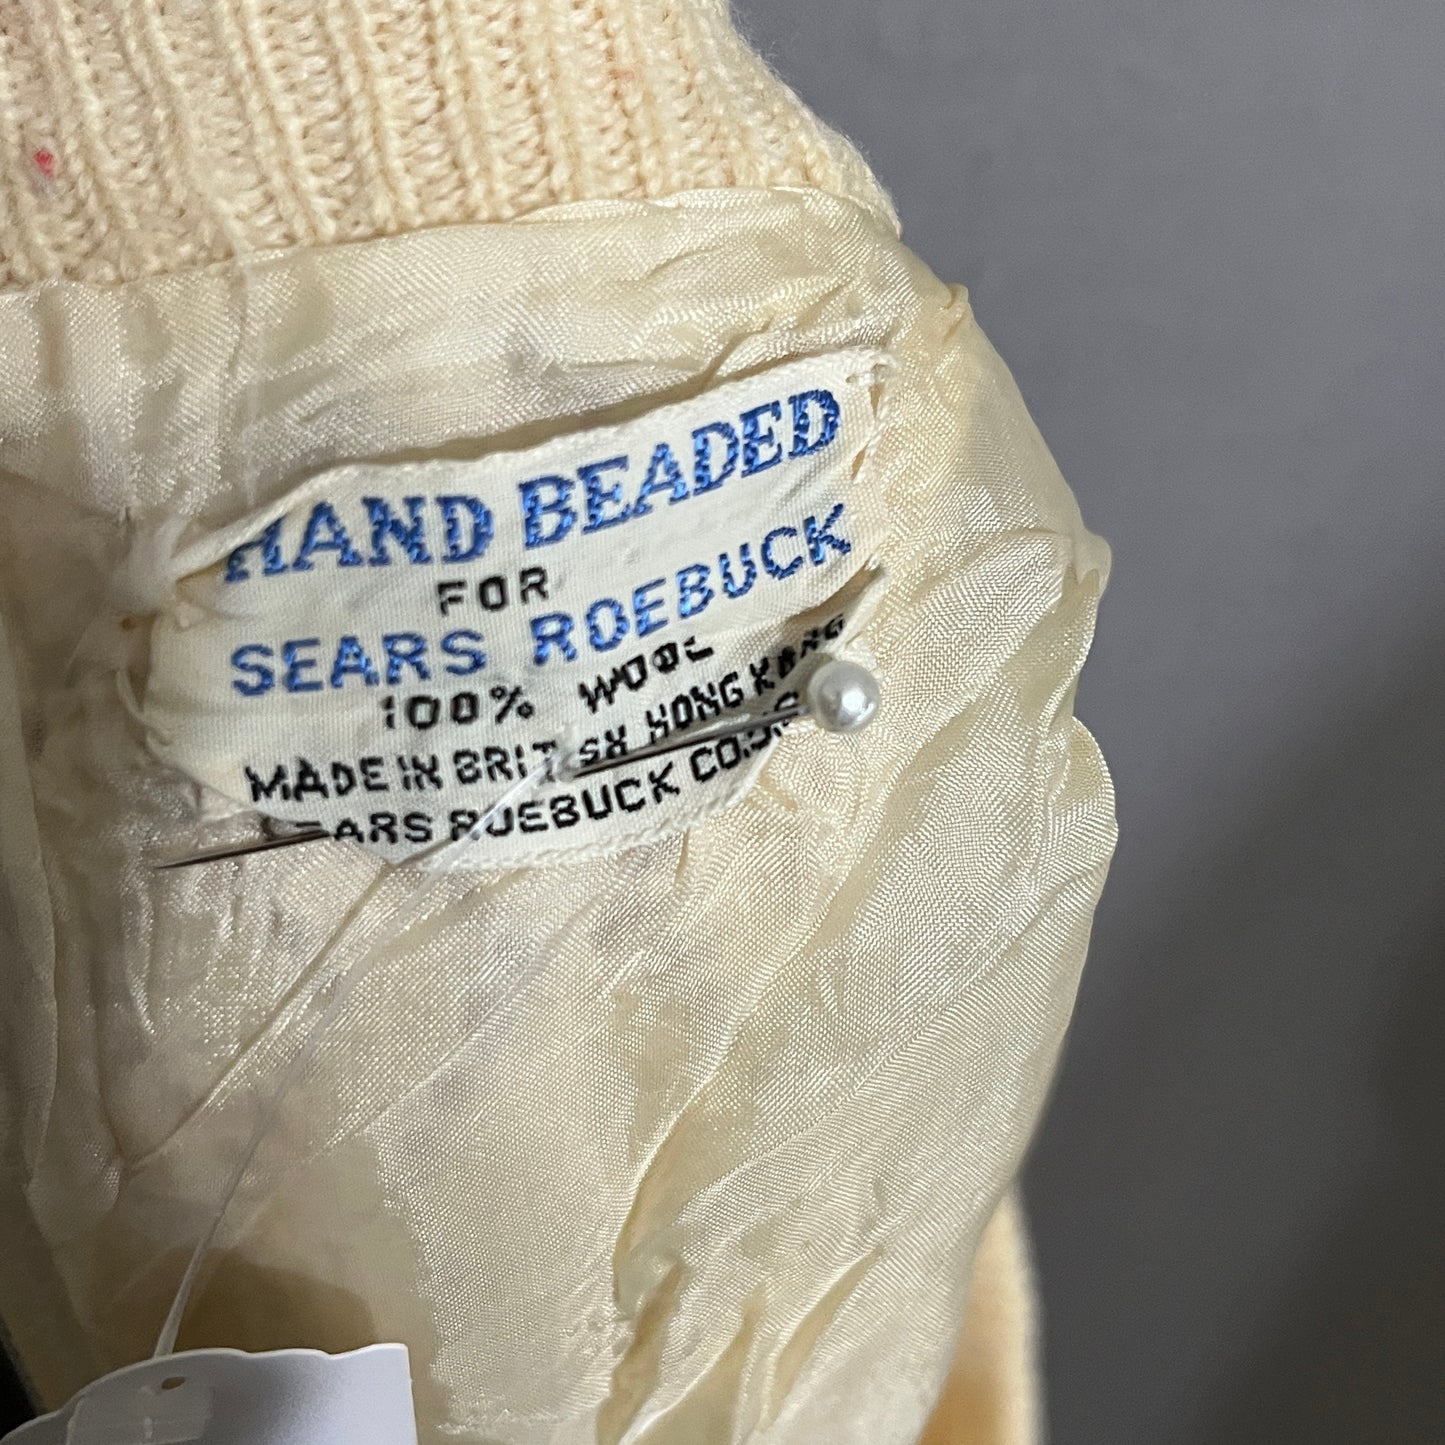 HAND BEADED
FOR
SEARS ROEBUCK
100% WOOL
MADE IN BRITISH HONG KONG
SEARS ROEBUCK CO.